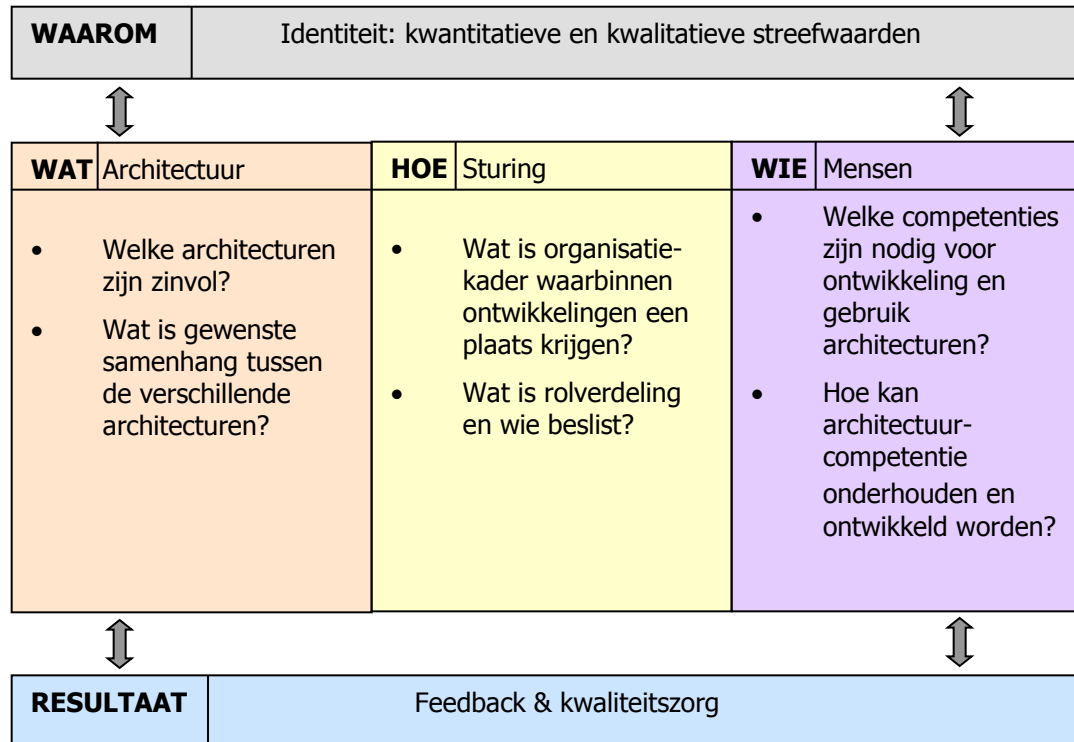 WAAROM Identiteit: kwantitatieve en kwalitatieve streefwaarden
WAT Architectuur
• Welke architecturen
zijn zinvol?
• Wat is gewenste
samenhang tussen
de verschillende
architecturen?
HOE Sturing
• Wat is organisatie-
kader waarbinnen
ontwikkelingen een
plaats krijgen?
• Wat is rolverdeling
en wie beslist?
WIE Mensen
• Welke competenties
zijn nodig voor
ontwikkeling en
gebruik
architecturen?
• Hoe kan
architectuur-
competentie
onderhouden en
ontwikkeld worden?
RESULTAAT Feedback & kwaliteitszorg